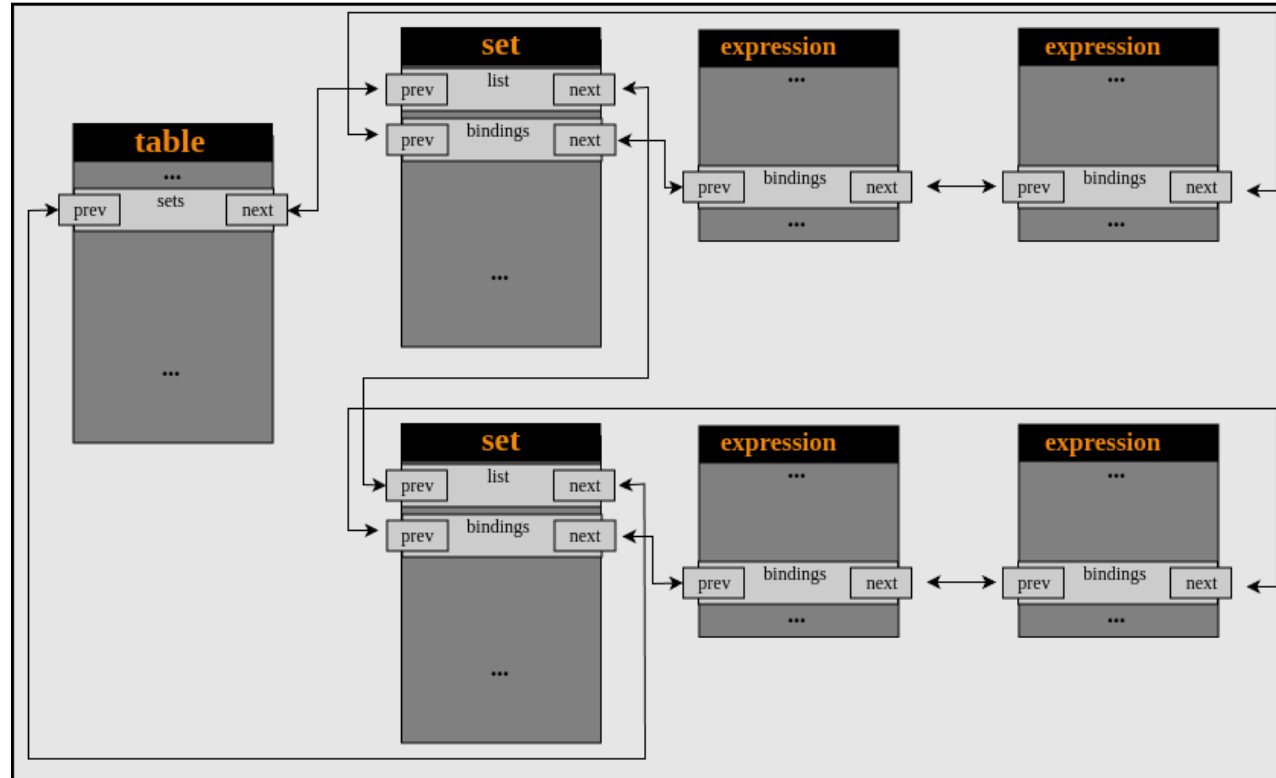 table
...
prev sets next
...
set
prev list next
prev bindings next
...
expression
...
prev bindings next
...
expression
...
prev bindings next
...
set
prev list next
prev bindings next
...
expression
...
prev bindings next
...
expression
...
prev bindings next
...